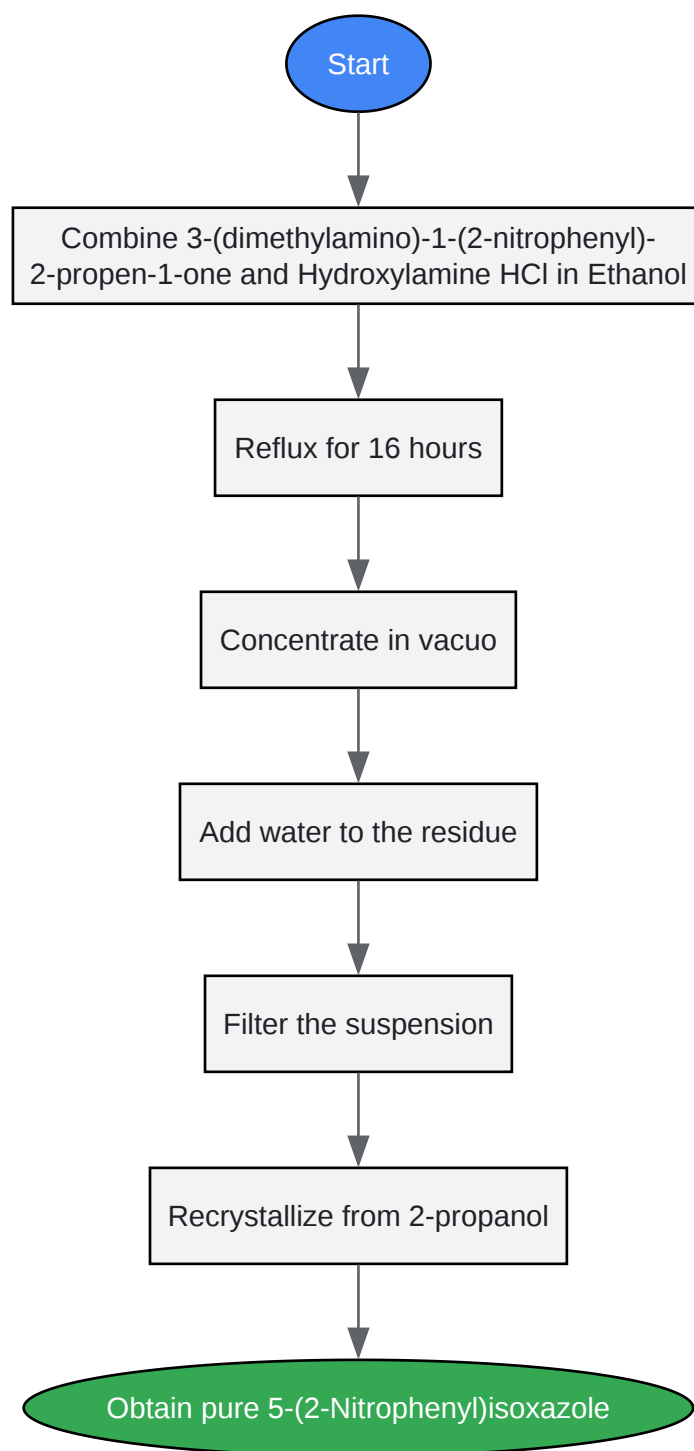 Start
Combine 3-(dimethylamino)-1-(2-nitrophenyl)-
2-propen-1-one and Hydroxylamine HCl in Ethanol
Reflux for 16 hours
Concentrate in vacuo
Add water to the residue
Filter the suspension
Recrystallize from 2-propanol
Obtain pure 5-(2-Nitrophenyl)isoxazole